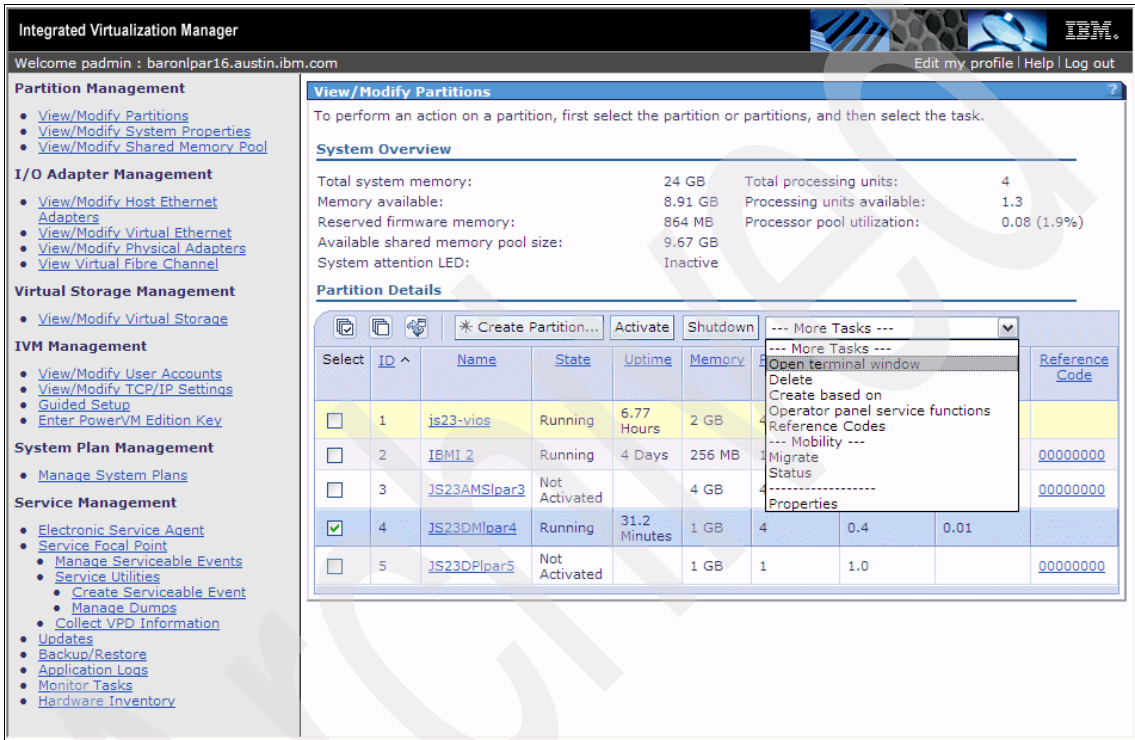 Integrated Virtualization Manager
IBM.
Welcome padmin : baronlpar16.austin.ibm.com
Edit my profile | Help | Log out
Partition Management
View/Modify Partitions
View/Modify System Properties
View/Modify Shared Memory Pool
I/O Adapter Management
View/Modify Host Ethernet
Adapters
View/Modify Virtual Ethernet
View/Modify Physical Adapters
View Virtual Fibre Channel
Virtual Storage Management
View/Modify Virtual Storage
IVM Management
View/Modify User Accounts
View/Modify TCP/IP Settings
Guided Setup
Enter PowerVM Edition Key
System Plan Management
Manage System Plans
Service Management
Electronic Service Agent
Service Focal Point
Manage Serviceable Events
Service Utilities
Create Serviceable Event
Manage Dumps
Collect VPD Information
Updates
Backup/Restore
Application Logs
Monitor Tasks
Hardware Inventory
View/Modify Partitions ?
To perform an action on a partition, first select the partition or partitions, and then select the task.
System Overview
Total system memory: 24 GB Total processing units: 4
Memory available: 8.91 GB Processing units available: 1.3
Reserved firmware memory: 864 MB Processor pool utilization: 0.08 (1.9%)
Available shared memory pool size: 9.67 GB
System attention LED: Inactive
Partition Details
Create Partition... Activate Shutdown --- More Tasks ---
--- More Tasks ---
Open terminal window
Delete
Create based on
Operator panel service functions
Reference Codes
--- Mobility ---
Migrate
Status
-------------------
Properties
Select ID ^ Name State Uptime Memory Reference
Code
1 js23-vios Running 6.77 Hours 2 GB 4
2 IBMI 2 Running 4 Days 256 MB 1 00000000
3 JS23AMSlpar3 Not Activated 4 GB 4 00000000
4 JS23DMlpar4 Running 31.2 Minutes 1 GB 4 0.4 0.01
5 JS23DPlpar5 Not Activated 1 GB 1 1.0 00000000
Archived